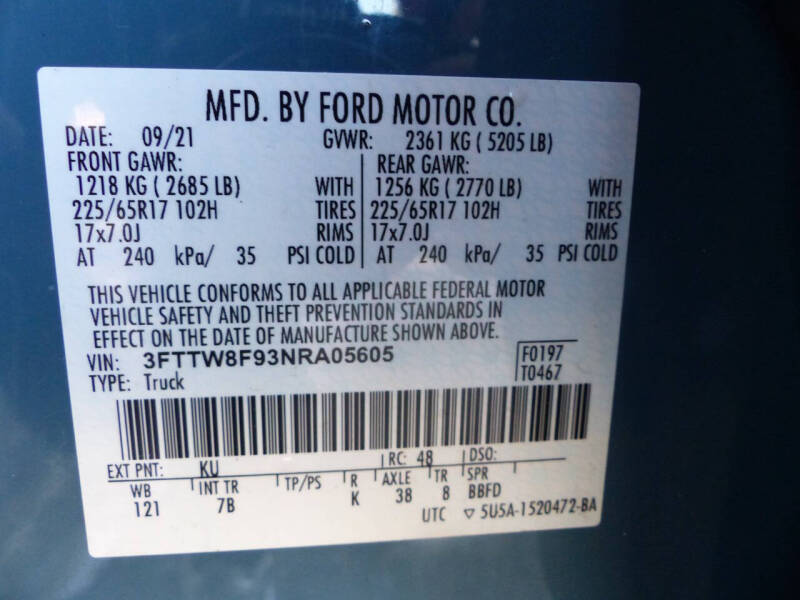 MFD. BY FORD MOTOR CO.
DATE: 09/21 GVWR: 2361 KG ( 5205 LB)
FRONT GAWR: REAR GAWR:
1218 KG ( 2685 LB) WITH 1256 KG ( 2770 LB) WITH
225/65R17 102H TIRES 225/65R17 102H TIRES
17x7.0J RIMS 17x7.0J RIMS
AT 240 kPa/ 35 PSI COLD AT 240 kPa/ 35 PSI COLD
THIS VEHICLE CONFORMS TO ALL APPLICABLE FEDERAL MOTOR
VEHICLE SAFETY AND THEFT PREVENTION STANDARDS IN
EFFECT ON THE DATE OF MANUFACTURE SHOWN ABOVE.
VIN: 3FTTW8F93NRA05605 F0197
TYPE: Truck T0467
EXT PNT: KU RC: 48 DSO:
WB INT TR TP/PS R AXLE TR SPR
121 7B K 38 8 BBFD
UTC ▽ 5U5A-1520472-BA